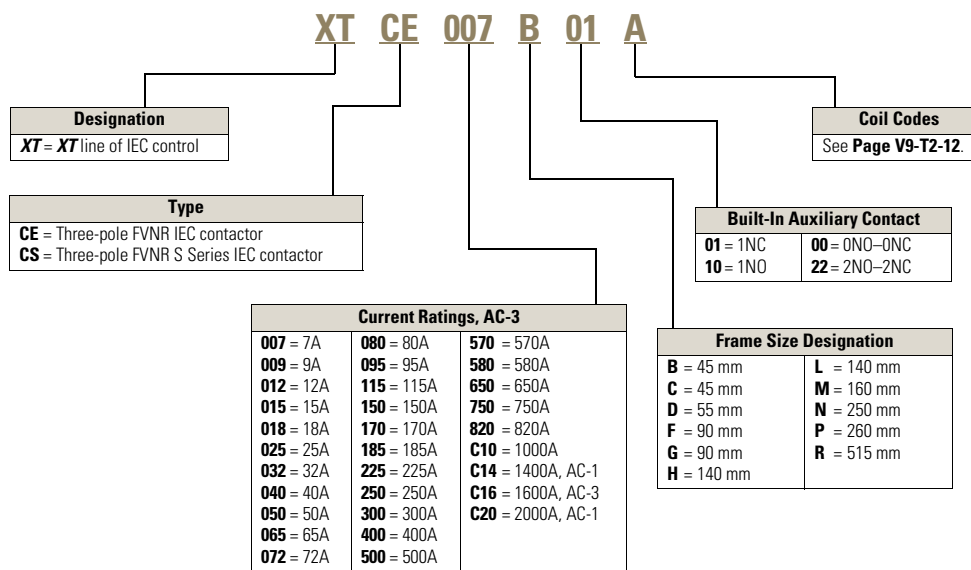 XT CE 007 B 01 A
Designation
XT = XT line of IEC control
Coil Codes
See Page V9-T2-12.
Type
CE = Three-pole FVNR IEC contactor
CS = Three-pole FVNR S Series IEC contactor
Built-In Auxiliary Contact
01 = 1NC 00 = 0NO–0NC
10 = 1NO 22 = 2NO–2NC
Current Ratings, AC-3
007 = 7A 080 = 80A 570 = 570A
009 = 9A 095 = 95A 580 = 580A
012 = 12A 115 = 115A 650 = 650A
015 = 15A 150 = 150A 750 = 750A
018 = 18A 170 = 170A 820 = 820A
025 = 25A 185 = 185A C10 = 1000A
032 = 32A 225 = 225A C14 = 1400A, AC-1
040 = 40A 250 = 250A C16 = 1600A, AC-3
050 = 50A 300 = 300A C20 = 2000A, AC-1
065 = 65A 400 = 400A
072 = 72A 500 = 500A
Frame Size Designation
B = 45 mm L = 140 mm
C = 45 mm M = 160 mm
D = 55 mm N = 250 mm
F = 90 mm P = 260 mm
G = 90 mm R = 515 mm
H = 140 mm